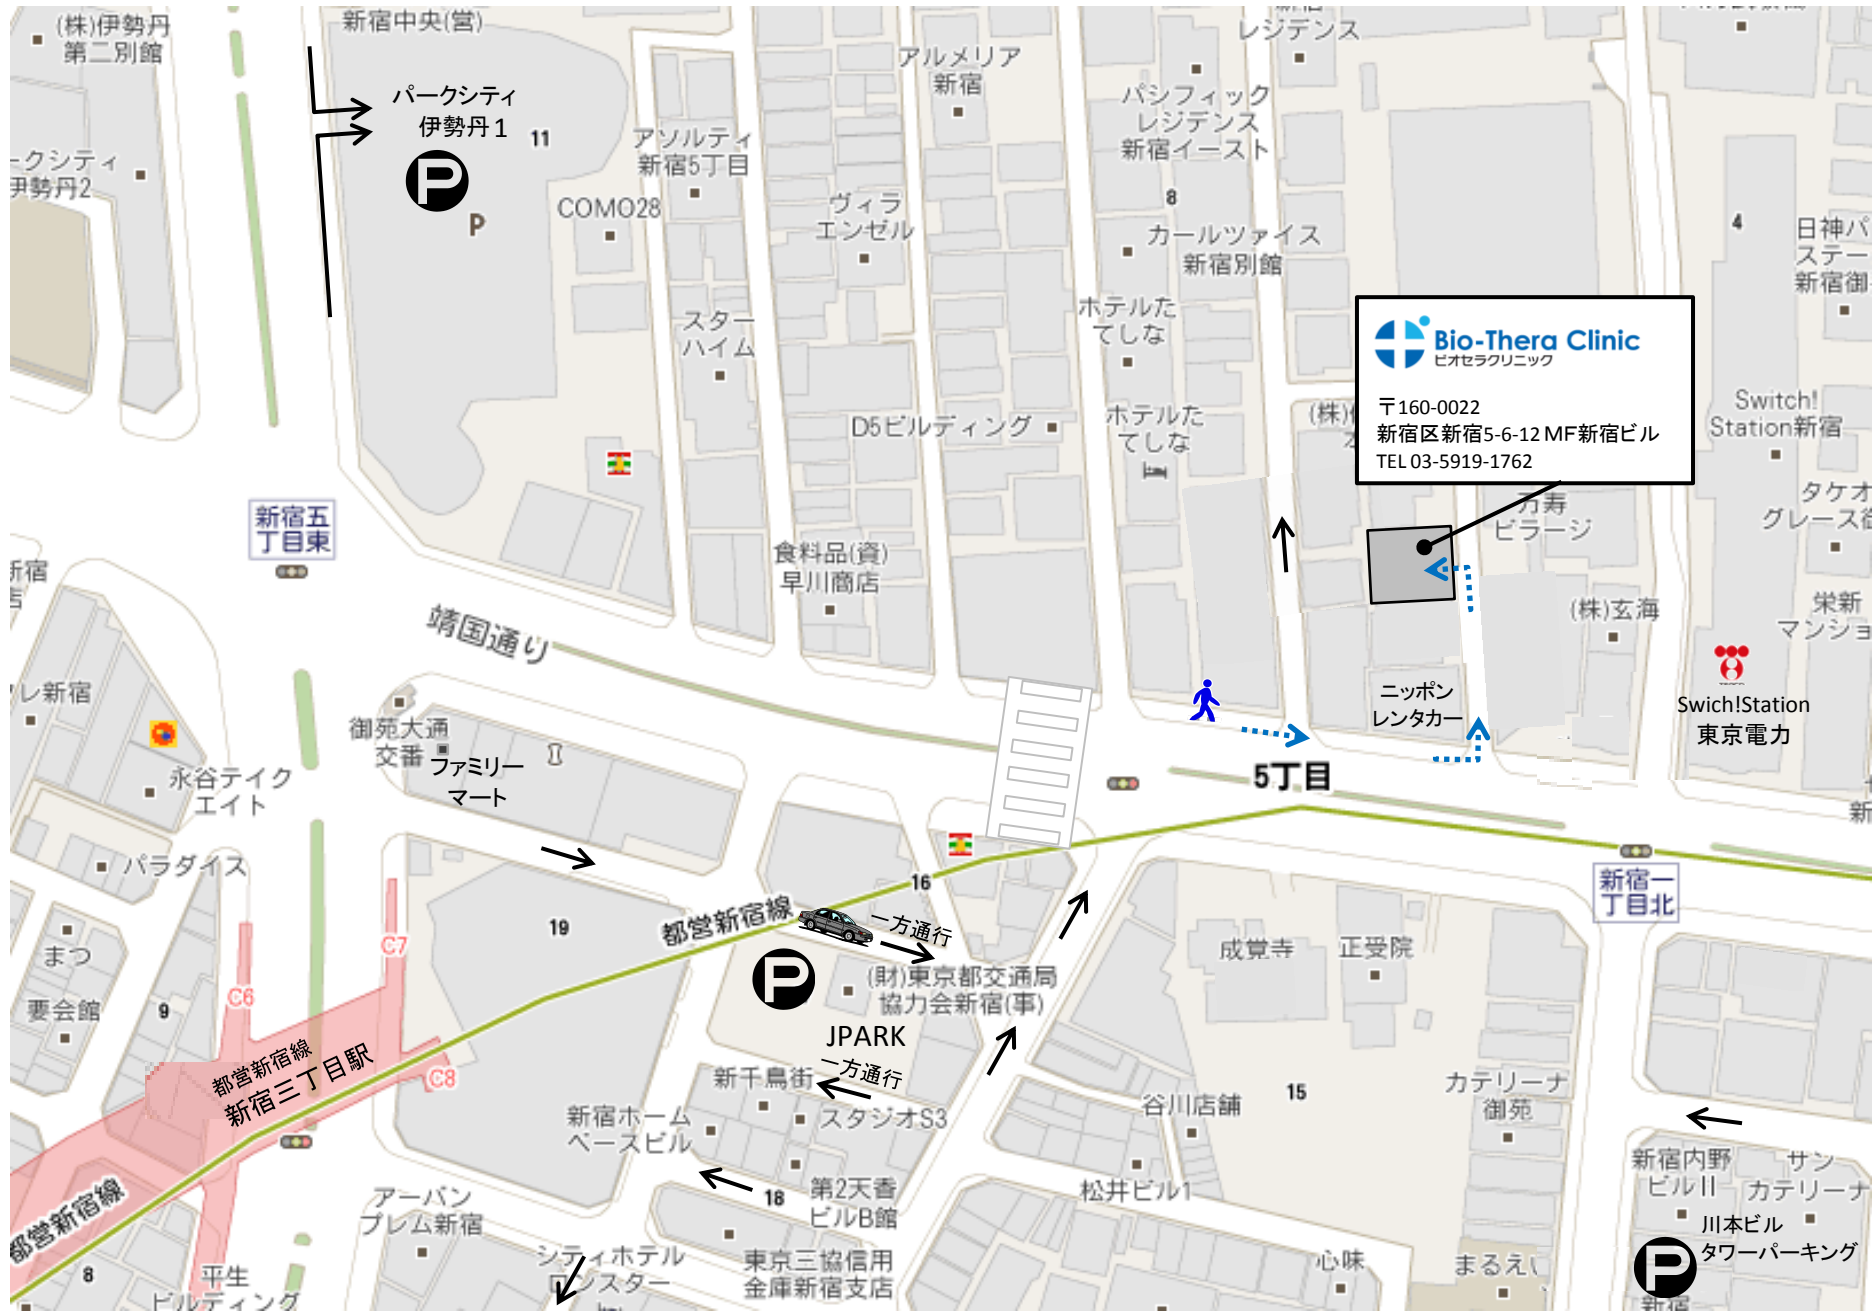 (株)伊勢丹
第二別館
新宿中央(営)
パークシティ
伊勢丹1
11
P
P
アソルティ
新宿5丁目
COMO28
スター
ハイム
アルメリア
新宿
ヴィラ
エンゼル
D5ビルディング
レジデンス
パシフィック
レジデンス
新宿イースト
8
カールツァイス
新宿別館
ホテルた
てしな
ホテルた
てしな
4
日神パ
ステー
新宿御
Bio-Thera Clinic
ビオセラクリニック
〒160-0022
新宿区新宿5-6-12 MF新宿ビル
TEL 03-5919-1762
(株)
Switch!
Station新宿
タケオ
グレース御
万寿
ビラージ
(株)玄海
栄新
マンショ
Swich!Station
東京電力
ニッポン
レンタカー
食料品(資)
早川商店
新宿五
丁目東
靖国通り
ークシティ
伊勢丹2
新宿
店
レ新宿
御苑大通
交番
ファミリー
マート
永谷テイク
エイト
パラダイス
まつ
要会館
9
5丁目
新宿一
丁目北
新
都営新宿線
16
19
一方通行
P
(財)東京都交通局
協力会新宿(事)
JPARK
一方通行
新千鳥街
スタジオS3
新宿ホーム
ベースビル
第2天香
ビルB館
18
東京三協信用
金庫新宿支店
シティホテル
ンスター
アーバン
プレム新宿
C6
C7
C8
都営新宿線
新宿三丁目駅
都営新宿線
8
平生
ビルディング
成覚寺
正受院
15
谷川店舗
松井ビル1
カテリーナ
御苑
心味
まるえい
新宿内野
ビルII
サン
カテリーナ
川本ビル
タワーパーキング
P
新宿